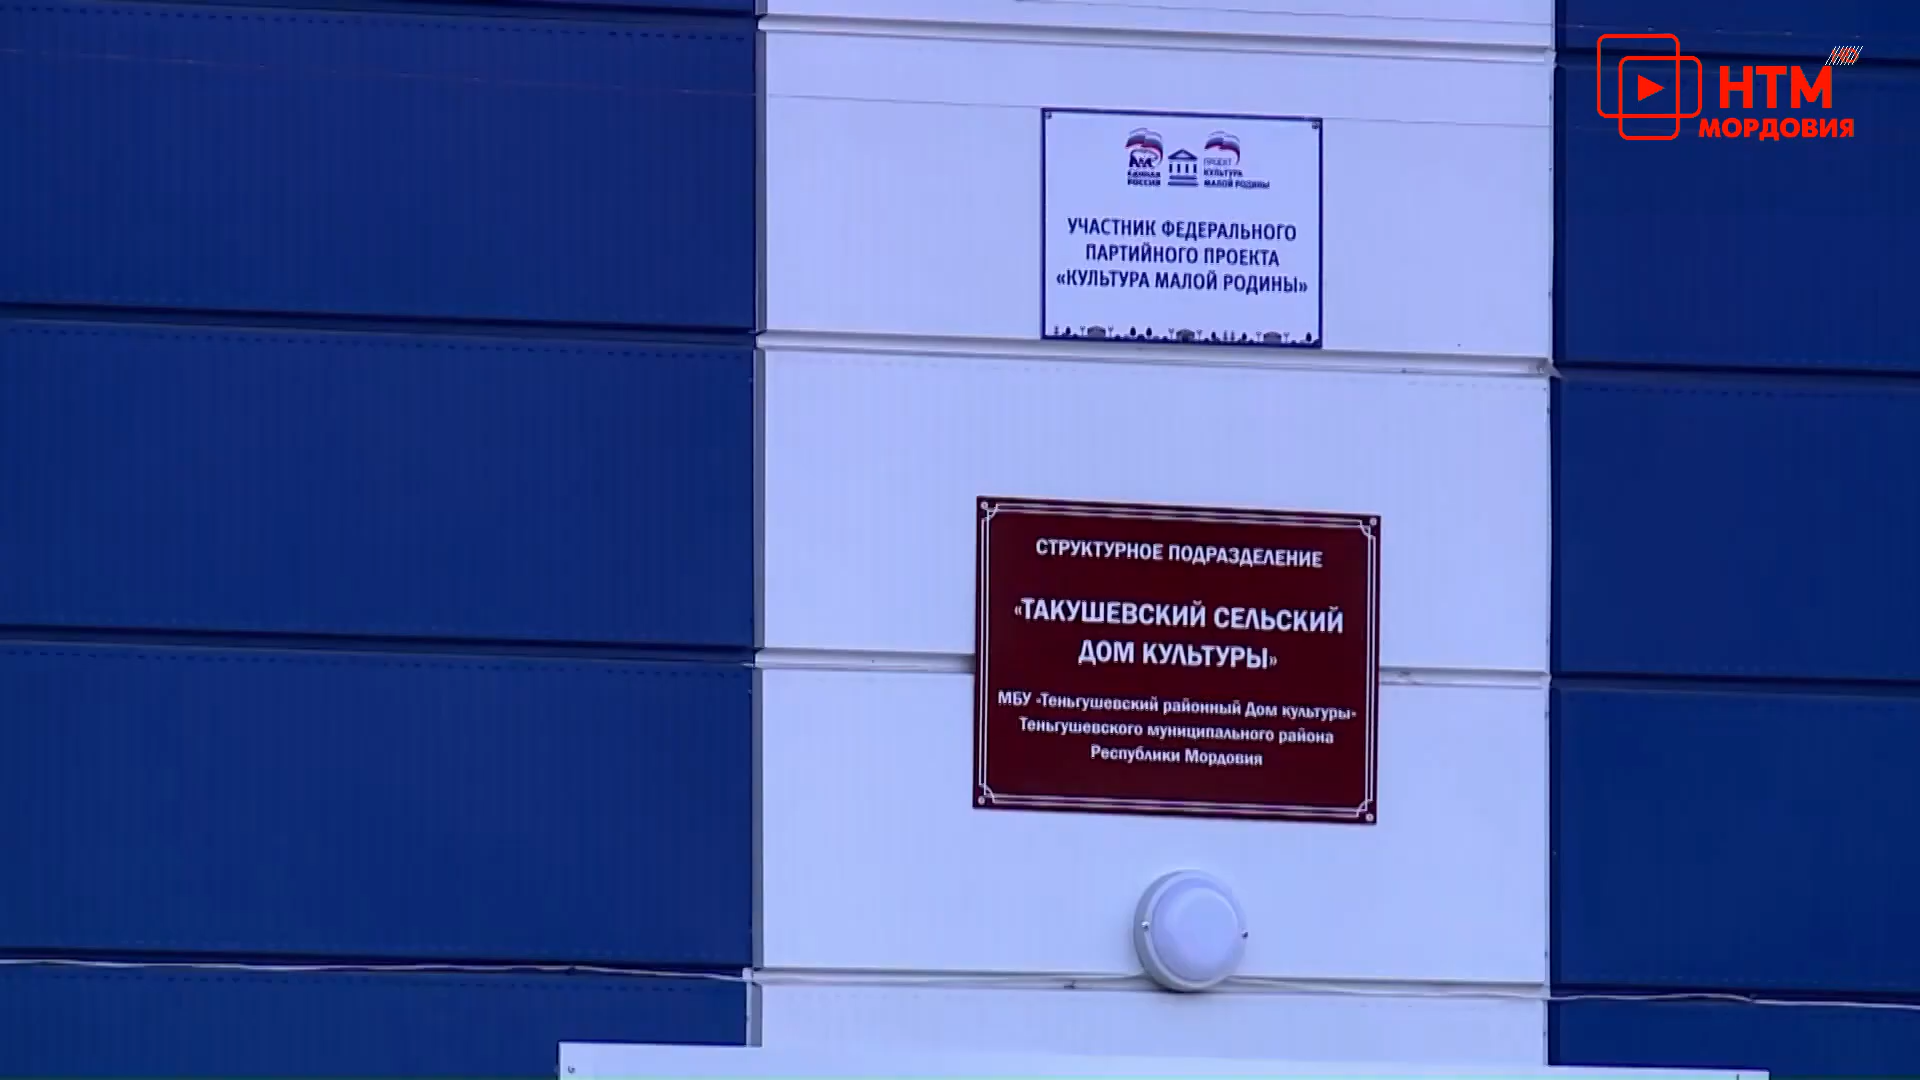 НТМ
МОРДОВИЯ
ЕДИНАЯ
РОССИЯ
ПРОЕКТ
КУЛЬТУРА
МАЛОЙ РОДИНЫ
УЧАСТНИК ФЕДЕРАЛЬНОГО
ПАРТИЙНОГО ПРОЕКТА
«КУЛЬТУРА МАЛОЙ РОДИНЫ»
СТРУКТУРНОЕ ПОДРАЗДЕЛЕНИЕ
«ТАКУШЕВСКИЙ СЕЛЬСКИЙ
ДОМ КУЛЬТУРЫ»
МБУ «Теньгушевский районный Дом культуры»
Теньгушевского муниципального района
Республики Мордовия